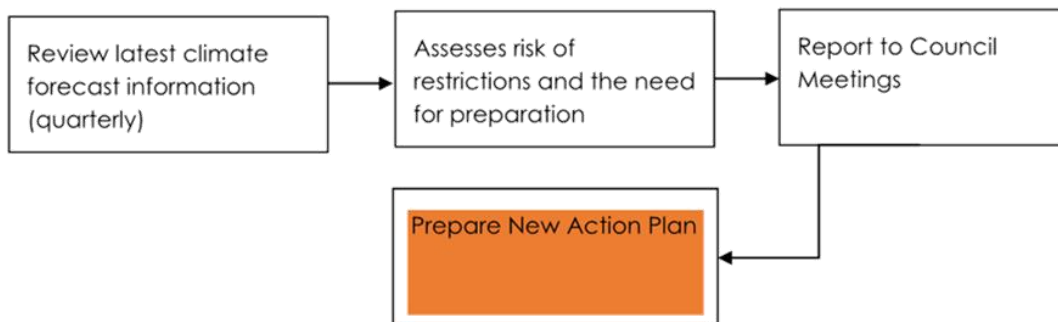 Review latest climate
forecast information
(quarterly)
Assesses risk of
restrictions and the need
for preparation
Report to Council
Meetings
Prepare New Action Plan